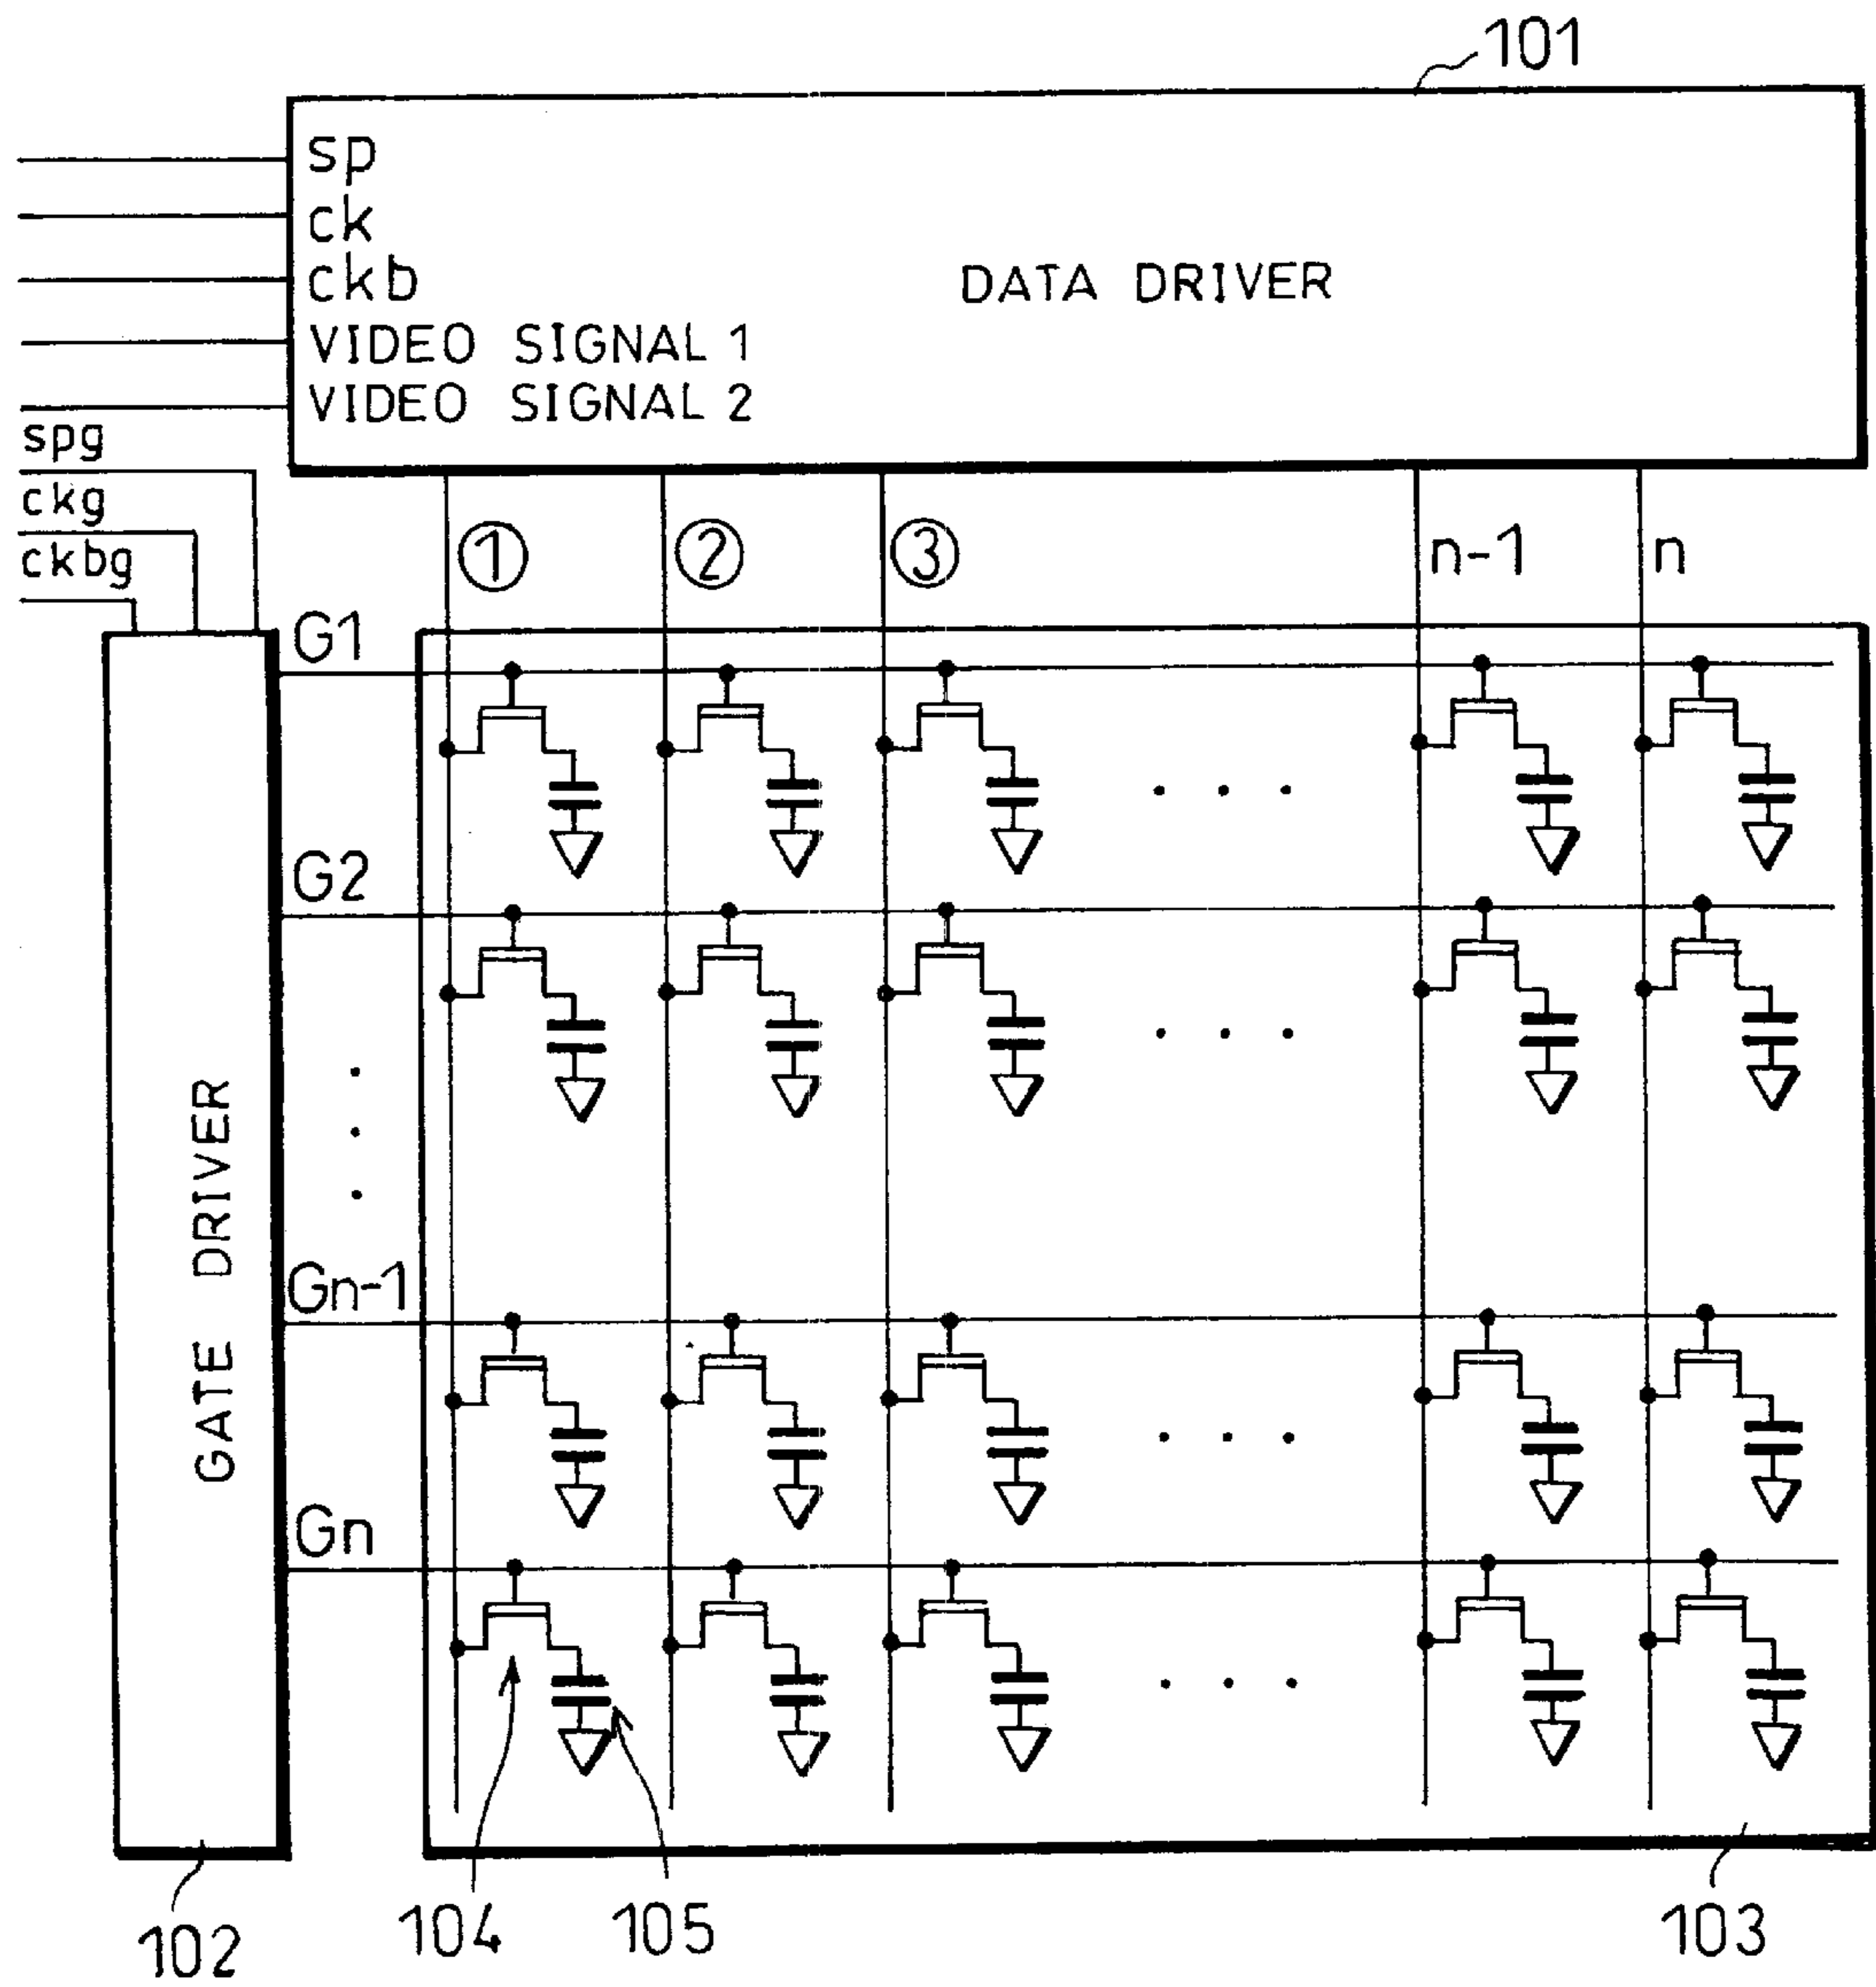 101
sp
ck
ckb
DATA DRIVER
VIDEO SIGNAL 1
VIDEO SIGNAL 2
spg
ckg
ckbg
① ② ③ n-1 n
G1
G2
GATE DRIVER
Gn-1
Gn
102
104
105
103